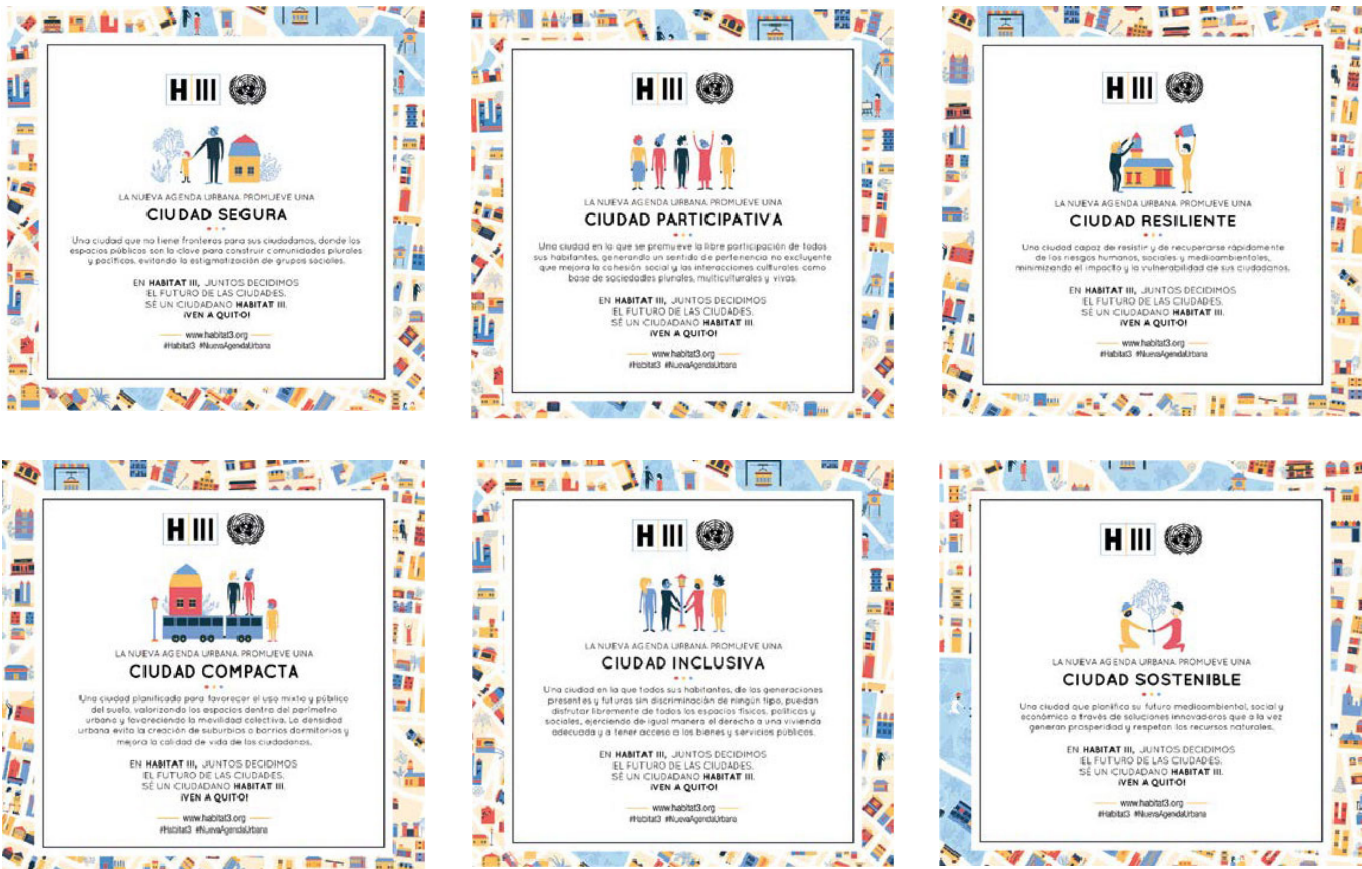 H III
LA NUEVA AGENDA URBANA PROMUEVE UNA
CIUDAD SEGURA
Una ciudad que no tiene fronteras para sus ciudadanos, donde los
espacios públicos son la clave para construir comunidades plurales
y pacíficas, evitando la estigmatización de grupos sociales.
EN HABITAT III, JUNTOS DECIDIMOS
EL FUTURO DE LAS CIUDADES.
SÉ UN CIUDADANO HABITAT III.
¡VEN A QUITO!
www.habitat3.org
#Habitat3 #NuevaAgendaUrbana
H III
LA NUEVA AGENDA URBANA PROMUEVE UNA
CIUDAD PARTICIPATIVA
Una ciudad en la que se promueve la libre participación de todos
sus habitantes, generando un sentido de pertenencia no excluyente
que mejora la cohesión social y las interacciones culturales como
base de sociedades plurales, multiculturales y vivas.
EN HABITAT III, JUNTOS DECIDIMOS
EL FUTURO DE LAS CIUDADES.
SÉ UN CIUDADANO HABITAT III.
¡VEN A QUITO!
www.habitat3.org
#Habitat3 #NuevaAgendaUrbana
H III
LA NUEVA AGENDA URBANA PROMUEVE UNA
CIUDAD RESILIENTE
Una ciudad capaz de resistir y de recuperarse rápidamente
de los riesgos humanos, sociales y medioambientales,
minimizando el impacto y la vulnerabilidad de sus ciudadanos.
EN HABITAT III, JUNTOS DECIDIMOS
EL FUTURO DE LAS CIUDADES.
SÉ UN CIUDADANO HABITAT III.
¡VEN A QUITO!
www.habitat3.org
#Habitat3 #NuevaAgendaUrbana
H III
LA NUEVA AGENDA URBANA PROMUEVE UNA
CIUDAD COMPACTA
Una ciudad planificada para favorecer el uso mixto y público
del suelo, valorizando los espacios dentro del perímetro
urbano y favoreciendo la movilidad colectiva. La densidad
urbana evita la creación de suburbios o barrios dormitorios y
mejora la calidad de vida de los ciudadanos.
EN HABITAT III, JUNTOS DECIDIMOS
EL FUTURO DE LAS CIUDADES.
SÉ UN CIUDADANO HABITAT III.
¡VEN A QUITO!
www.habitat3.org
#Habitat3 #NuevaAgendaUrbana
H III
LA NUEVA AGENDA URBANA PROMUEVE UNA
CIUDAD INCLUSIVA
Una ciudad en la que todos sus habitantes, de las generaciones
presentes y futuras sin discriminación de ningún tipo, puedan
disfrutar libremente de todos los espacios físicos, políticos y
sociales, ejerciendo de igual manera el derecho a una vivienda
adecuada y a tener acceso a los bienes y servicios públicos.
EN HABITAT III, JUNTOS DECIDIMOS
EL FUTURO DE LAS CIUDADES.
SÉ UN CIUDADANO HABITAT III.
¡VEN A QUITO!
www.habitat3.org
#Habitat3 #NuevaAgendaUrbana
H III
LA NUEVA AGENDA URBANA PROMUEVE UNA
CIUDAD SOSTENIBLE
Una ciudad que planifica su futuro medioambiental, social y
económico a través de soluciones innovadoras que a la vez
generan prosperidad y respetan los recursos naturales.
EN HABITAT III, JUNTOS DECIDIMOS
EL FUTURO DE LAS CIUDADES.
SÉ UN CIUDADANO HABITAT III.
¡VEN A QUITO!
www.habitat3.org
#Habitat3 #NuevaAgendaUrbana